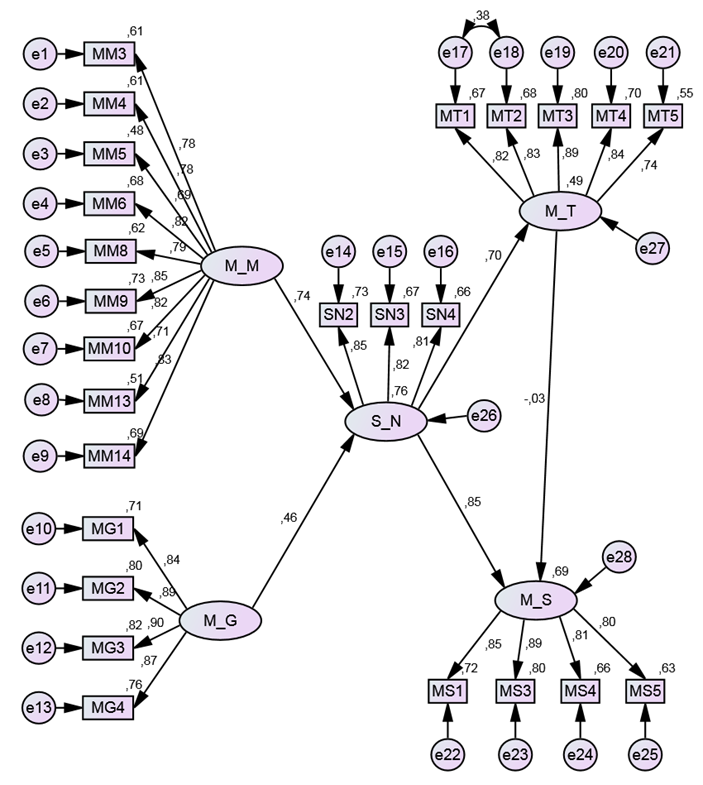 ,38
e17 e18 e19 e20 e21
,67 ,68 ,80 ,70 ,55
MT1 MT2 MT3 MT4 MT5
,82 ,83 ,89 ,84 ,74
,49
M_T
e27
,61
e1 MM3
,61
e2 MM4
,48
e3 MM5
,68
e4 MM6
,62
e5 MM8
,73
e6 MM9
,67
e7 MM10
,51
e8 MM13
,69
e9 MM14
,78
,78
,69
,82
,79
,85
,82
,71
,83
M_M
,74
e14 e15 e16
,73 ,67 ,66
SN2 SN3 SN4
,85 ,82 ,81
,76
S_N
e26
,70
-,03
,46
,85
,71
e10 MG1
,80
e11 MG2
,82
e12 MG3
,76
e13 MG4
,84
,89
,90
,87
M_G
e28
,69
M_S
,85 ,89 ,81 ,80
,72 ,80 ,66 ,63
MS1 MS3 MS4 MS5
e22 e23 e24 e25